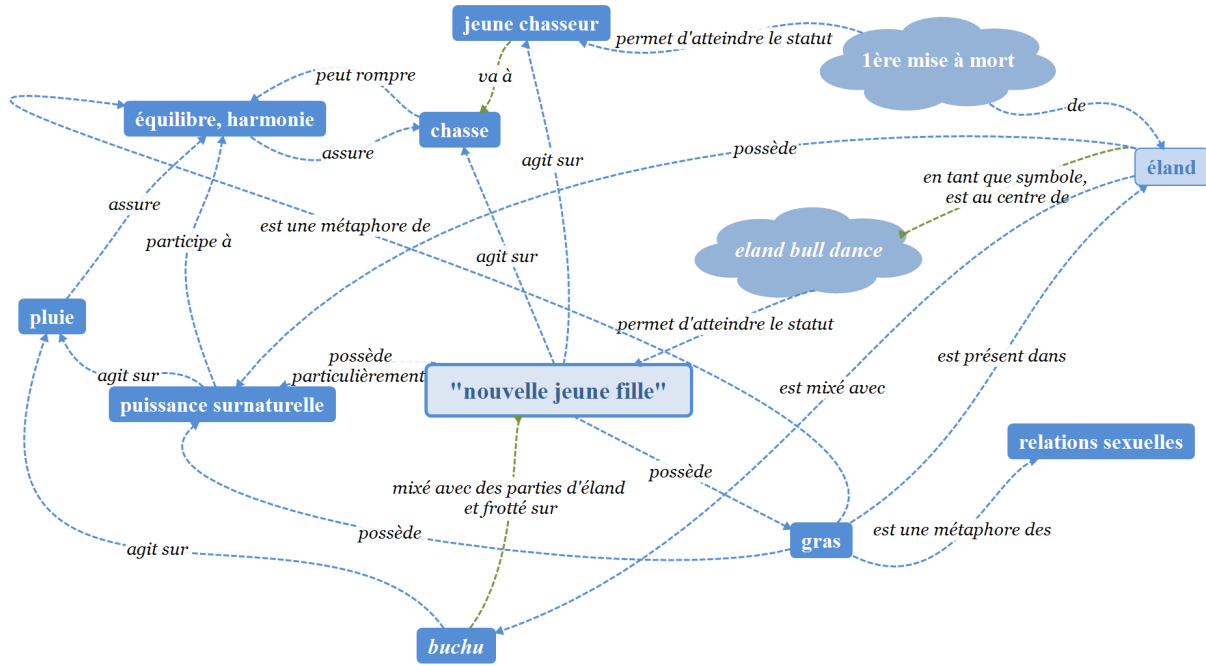 jeune chasseur
permet d'atteindre le statut
1ère mise à mort
peut rompre
va à
équilibre, harmonie
chasse
de
assure
agit sur
possède
éland
en tant que symbole,
est au centre de
assure
est une métaphore de
participe à
agit sur
eland bull dance
pluie
permet d'atteindre le statut
possède
particulièrement
est présent dans
agit sur
"nouvelle jeune fille"
est mixé avec
puissance surnaturelle
relations sexuelles
possède
mixé avec des parties d'éland
et frotté sur
possède
gras
est une métaphore des
agit sur
buchu